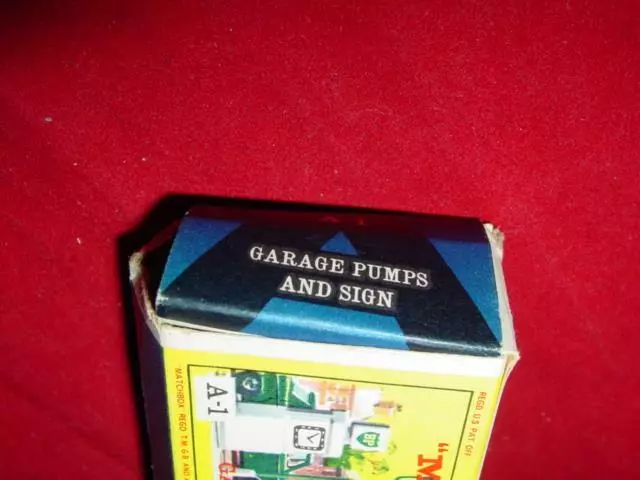 GARAGE PUMPS
AND SIGN
REGD U.S PAT OFF
A-1
BP
"M
"MATCHBOX REGD T.M G.B AND